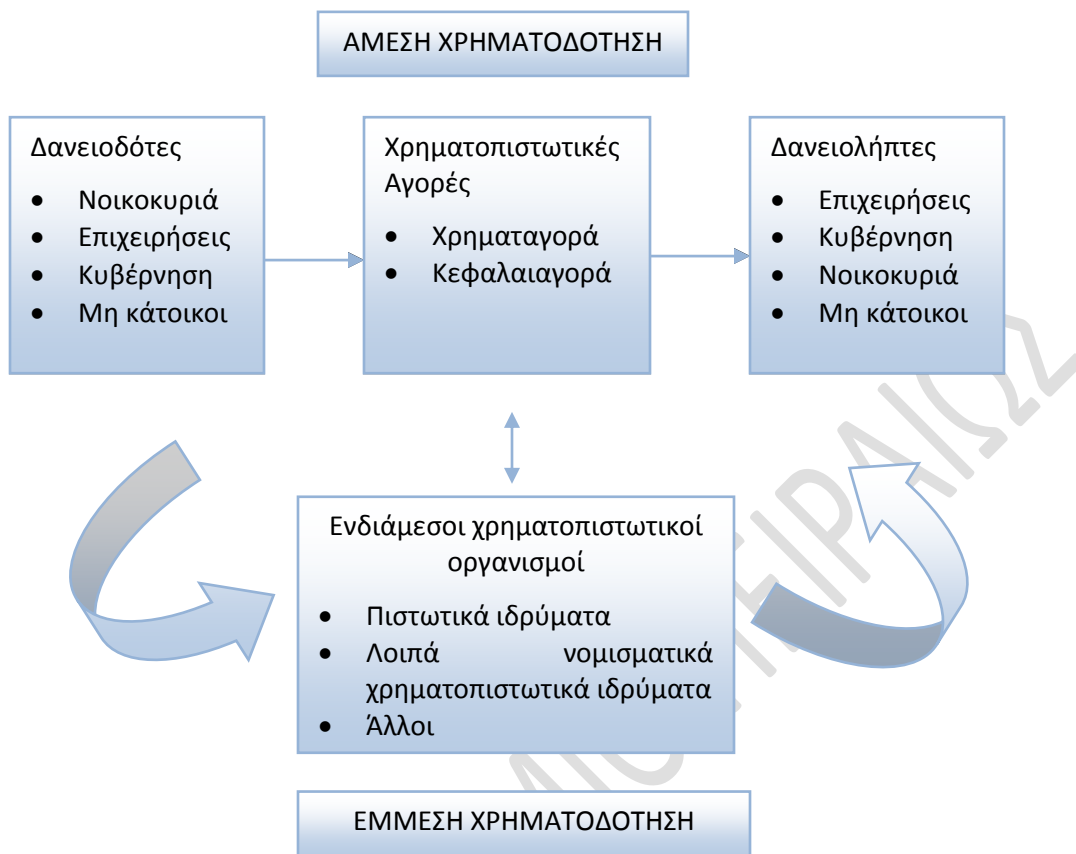 ΑΜΕΣΗ ΧΡΗΜΑΤΟΔΟΤΗΣΗ
Δανειοδότες
• Νοικοκυριά
• Επιχειρήσεις
• Κυβέρνηση
• Μη κάτοικοι
Χρηματοπιστωτικές
Αγορές
• Χρηματαγορά
• Κεφαλαιαγορά
Δανειολήπτες
• Επιχειρήσεις
• Κυβέρνηση
• Νοικοκυριά
• Μη κάτοικοι
Ενδιάμεσοι χρηματοπιστωτικοί
οργανισμοί
• Πιστωτικά ιδρύματα
• Λοιπά νομισματικά
χρηματοπιστωτικά ιδρύματα
• Άλλοι
ΕΜΜΕΣΗ ΧΡΗΜΑΤΟΔΟΤΗΣΗ